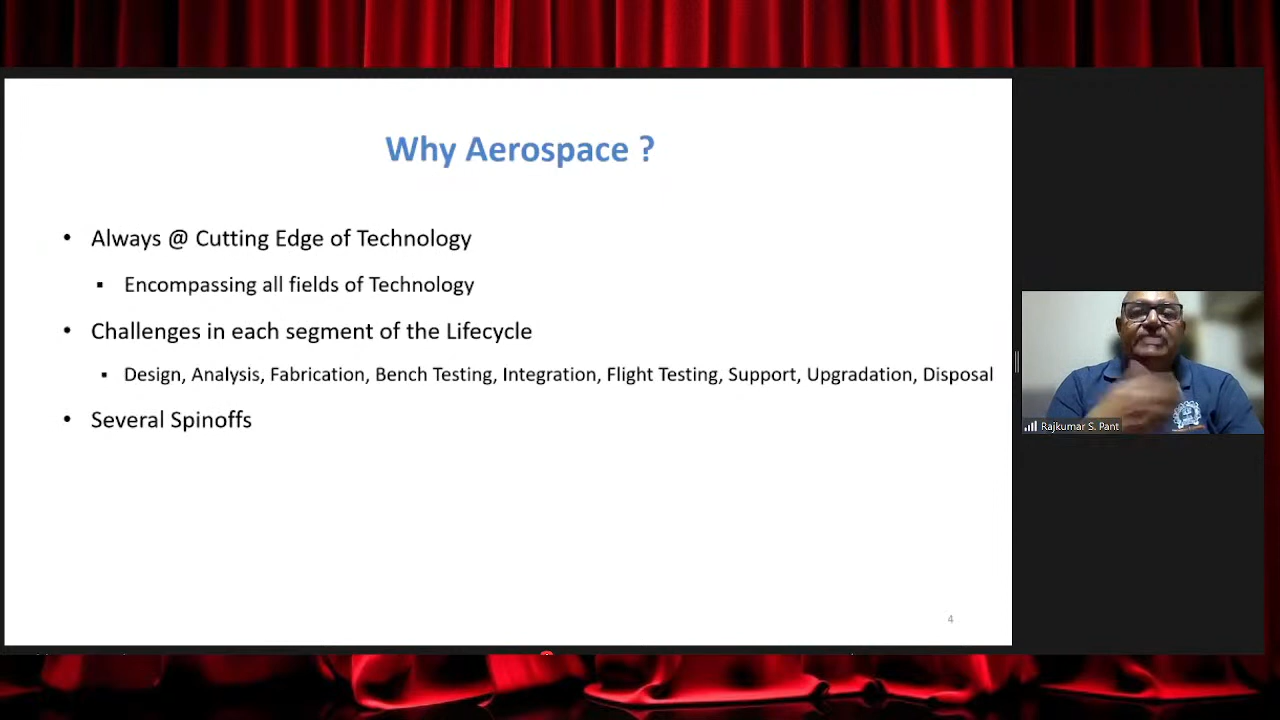 Why Aerospace ?
• Always @ Cutting Edge of Technology
▪ Encompassing all fields of Technology
• Challenges in each segment of the Lifecycle
▪ Design, Analysis, Fabrication, Bench Testing, Integration, Flight Testing, Support, Upgradation, Disposal
• Several Spinoffs
4
Rajkumar S. Pant